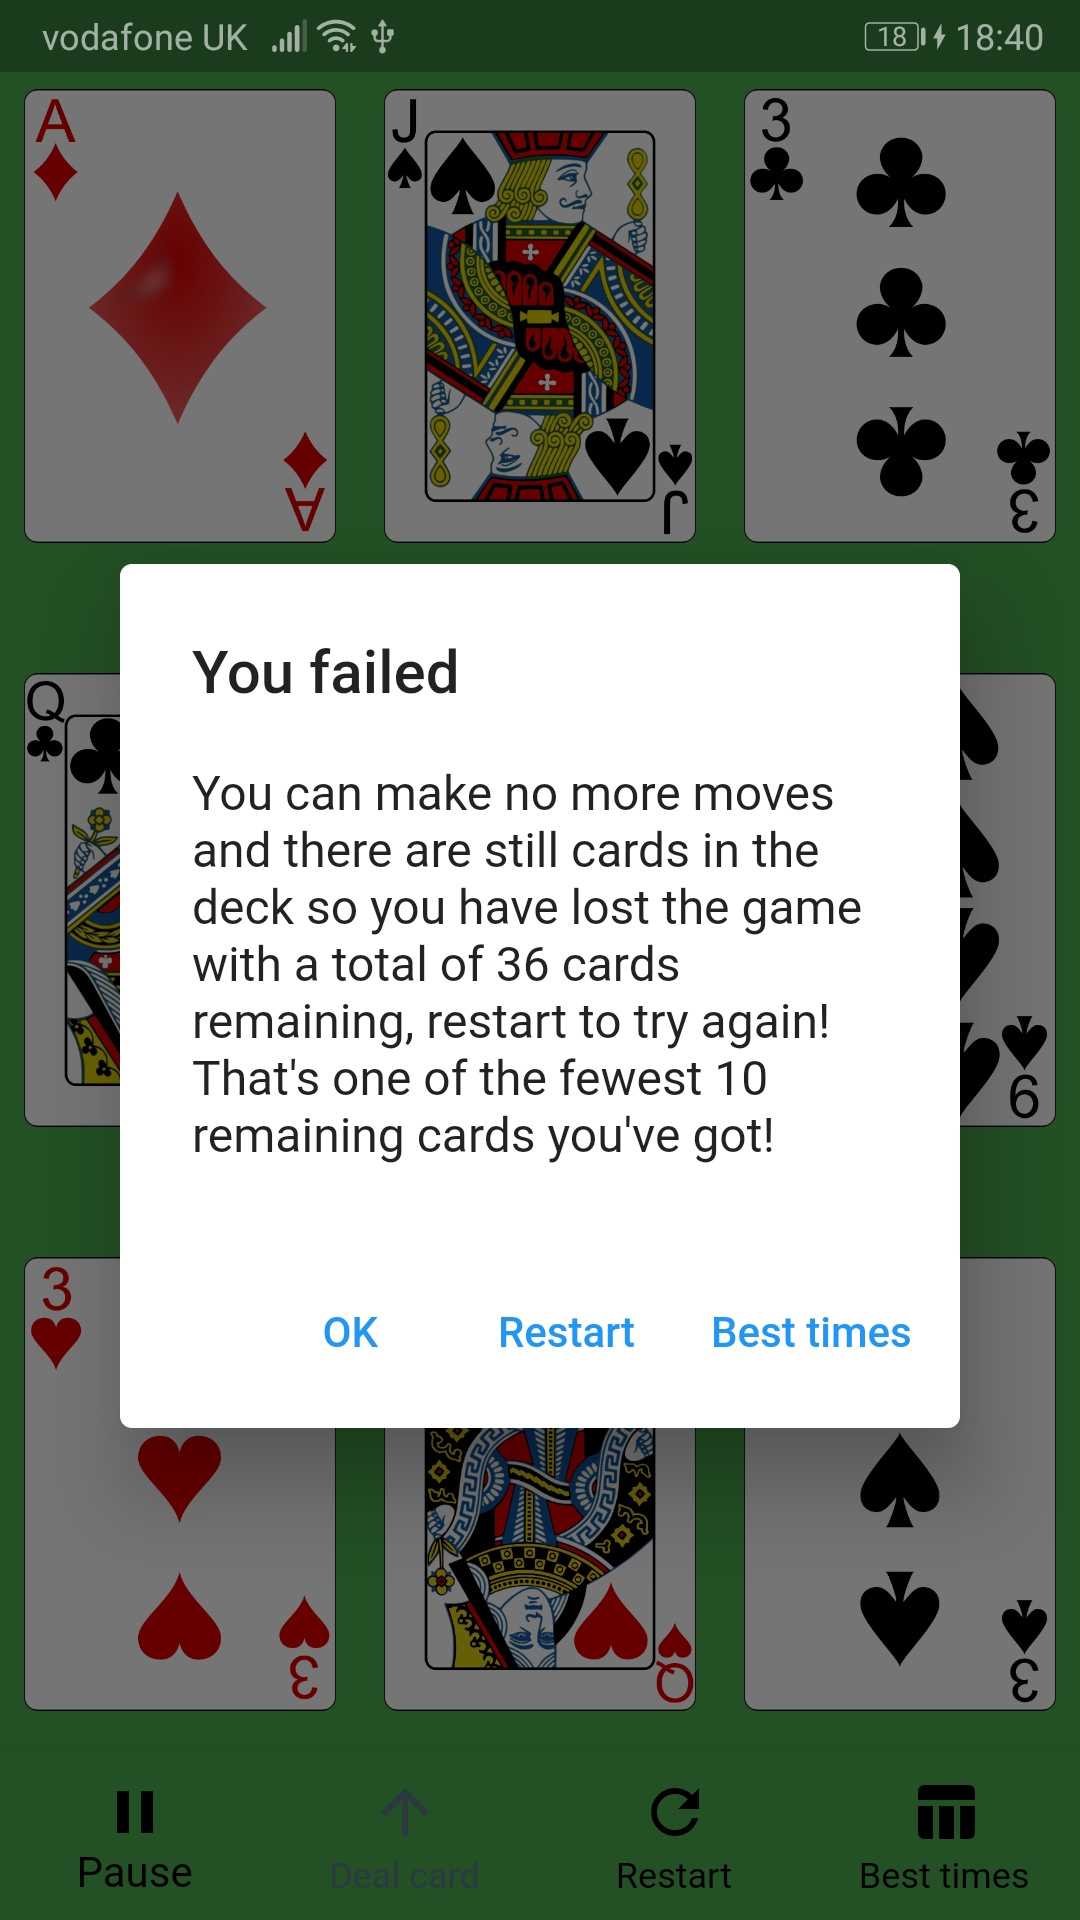 vodafone UK 18 18:40
A J 3
A J 3
You failed
Q
You can make no more moves
and there are still cards in the
deck so you have lost the game
with a total of 36 cards
remaining, restart to try again!
That's one of the fewest 10
remaining cards you've got!
9
3
OK Restart Best times
3 Q 3
Pause Deal card Restart Best times